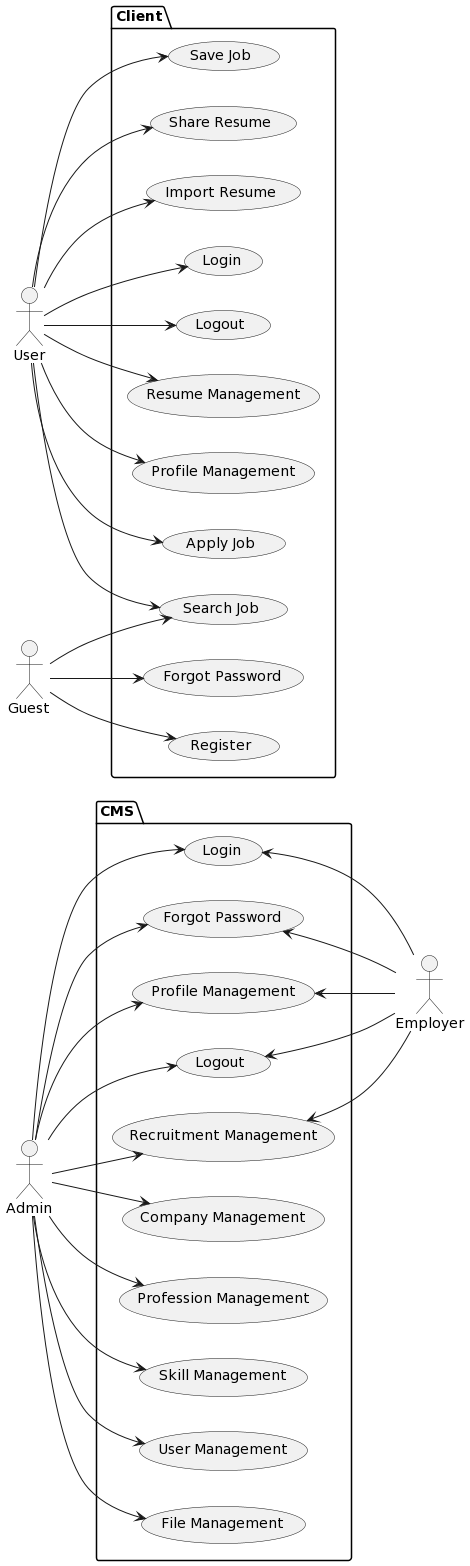 Client
Save Job
Share Resume
Import Resume
Login
User
Logout
Resume Management
Profile Management
Apply Job
Search Job
Guest
Forgot Password
Register
CMS
Login
Forgot Password
Profile Management
Employer
Logout
Recruitment Management
Admin
Company Management
Profession Management
Skill Management
User Management
File Management